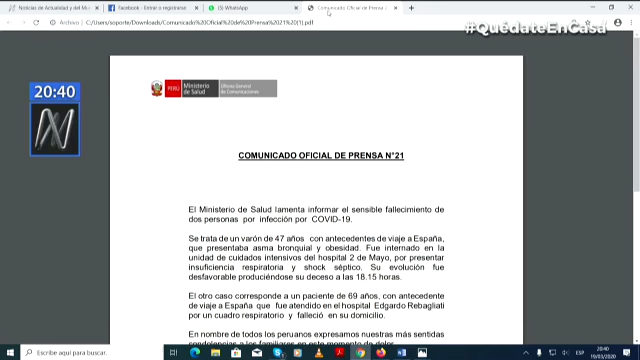 Noticias de Actualidad y del M
Facebook - Entrar o registrarse
(5) WhatsApp
Comunicado Oficial de Prensa
Archivo
C:/Users/soporte/Downloads/Comunicado%20Oficial%20de%20Prensa%2021%20(1).pdf
#QuédateEnCasa
20:40
PERÚ
Ministerio
de Salud
Oficina General
de Comunicaciones
COMUNICADO OFICIAL DE PRENSA N°21
El Ministerio de Salud lamenta informar el sensible fallecimiento de
dos personas por infección por COVID-19.
Se trata de un varón de 47 años con antecedentes de viaje a España,
que presentaba asma bronquial y obesidad. Fue internado en la
unidad de cuidados intensivos del hospital 2 de Mayo, por presentar
insuficiencia respiratoria y shock séptico. Su evolución fue
desfavorable produciéndose su deceso a las 18.15 horas.
El otro caso corresponde a un paciente de 69 años, con antecedente
de viaje a España que fue atendido en el hospital Edgardo Rebagliati
por un cuadro respiratorio y falleció en su domicilio.
En nombre de todos los peruanos expresamos nuestras más sentidas
condolencias a los familiares en este momento de dolor
Escribe aquí para buscar.
ESP
20:40
19/03/2020